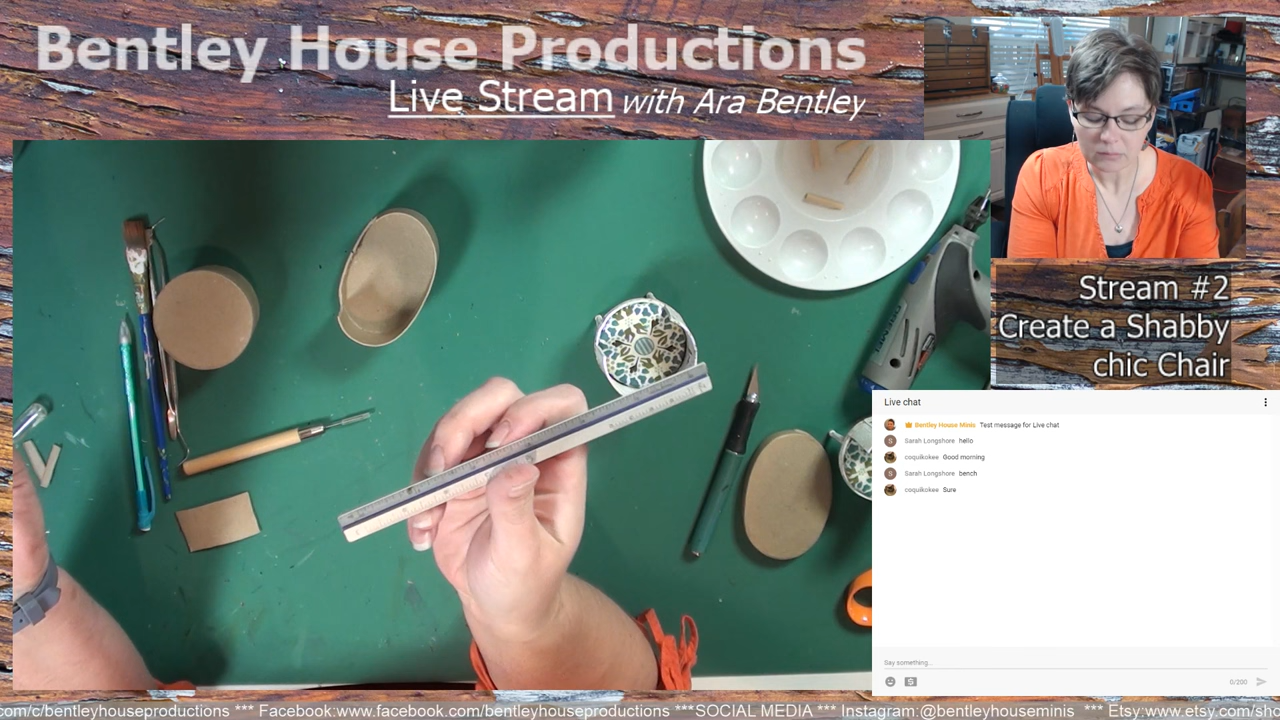 Bentley House Productions
Live Stream with Ara Bentley
Stream #2
Create a Shabby
chic Chair
Live chat
Bentley House Minis Test message for Live chat
S Sarah Longshore hello
coquikokee Good morning
S Sarah Longshore bench
coquikokee Sure
Say something...
0/200
com/c/bentleyhouseproductions *** Facebook:www.facebook.com/bentleyhouseproductions ***SOCIAL MEDIA *** Instagram:@bentleyhouseminis *** Etsy:www.etsy.com/sho